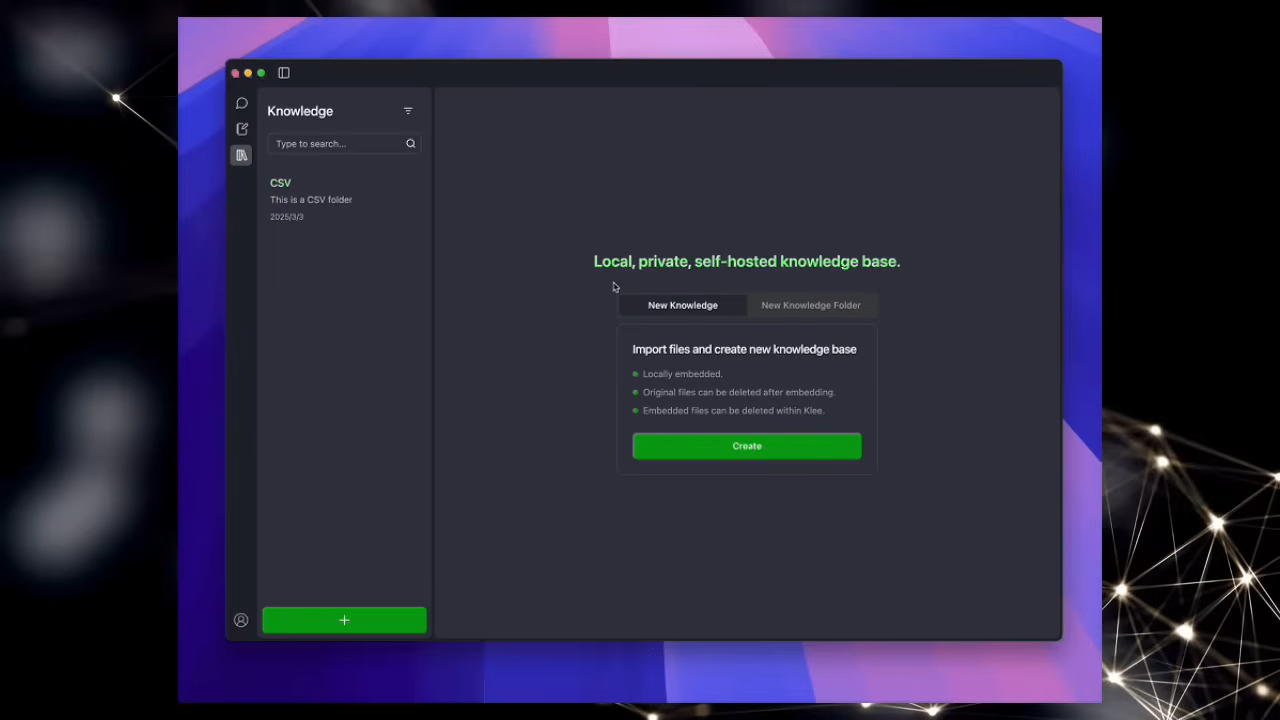 Knowledge
Type to search...
CSV
This is a CSV folder
2025/3/3
Local, private, self-hosted knowledge base.
New Knowledge
New Knowledge Folder
Import files and create new knowledge base
Locally embedded.
Original files can be deleted after embedding.
Embedded files can be deleted within Klee.
Create